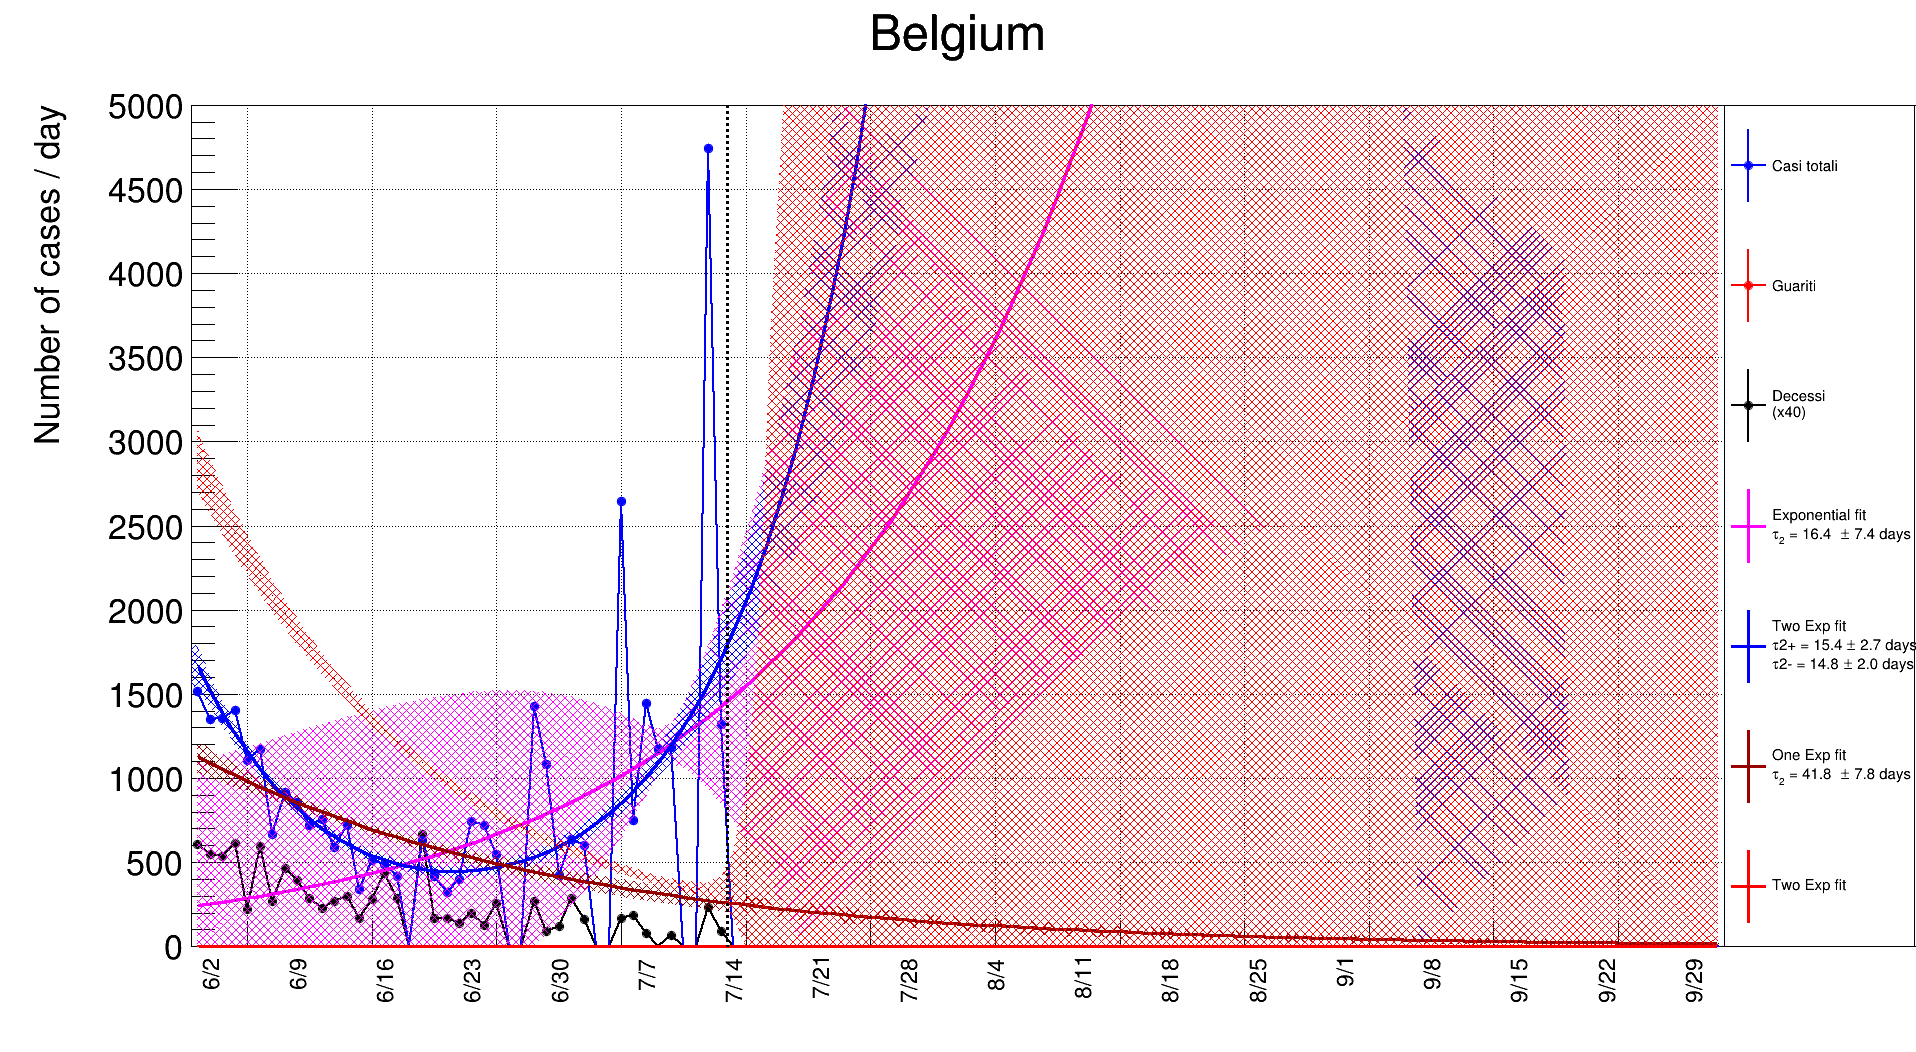 Belgium
Number of cases / day
5000
4500
4000
3500
3000
2500
2000
1500
1000
500
0
6/2
6/9
6/16
6/23
6/30
7/7
7/14
7/21
7/28
8/4
8/11
8/18
8/25
9/1
9/8
9/15
9/22
9/29
Casi totali
Guariti
Decessi
(x40)
Exponential fit
τ2 = 16.4 ± 7.4 days
Two Exp fit
τ2+ = 15.4 ± 2.7 days
τ2- = 14.8 ± 2.0 days
One Exp fit
τ2 = 41.8 ± 7.8 days
Two Exp fit